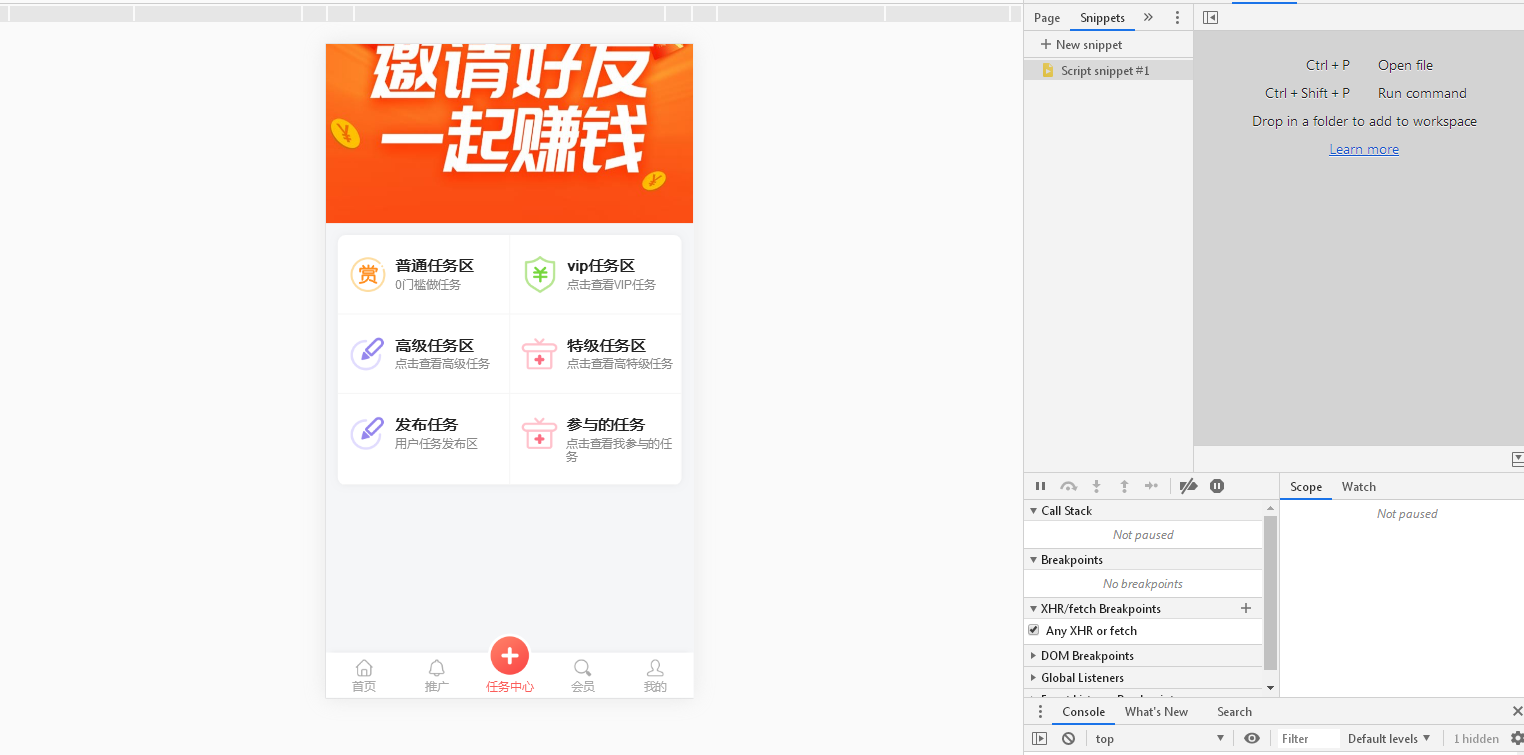 邀请好友
一起赚钱
赏
普通任务区
0门槛做任务
vip任务区
点击查看VIP任务
高级任务区
点击查看高级任务
特级任务区
点击查看高特级任务
发布任务
用户任务发布区
参与的任务
点击查看我参与的任
务
首页
推广
任务中心
会员
我的
Page
Snippets
New snippet
Script snippet #1
Ctrl + P Open file
Ctrl + Shift + P Run command
Drop in a folder to add to workspace
Learn more
Scope
Watch
Call Stack
Not paused
Not paused
Breakpoints
No breakpoints
XHR/fetch Breakpoints
Any XHR or fetch
DOM Breakpoints
Global Listeners
Console
What's New
Search
top
Filter
Default levels
1 hidden